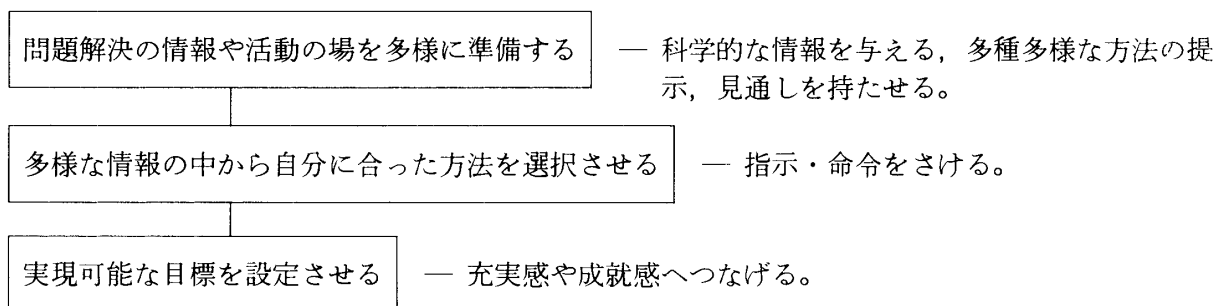 問題解決の情報や活動の場を多様に準備する ― 科学的な情報を与える，多種多様な方法の提
示，見通しを持たせる。
多様な情報の中から自分に合った方法を選択させる ― 指示・命令をさける。
実現可能な目標を設定させる ― 充実感や成就感へつなげる。